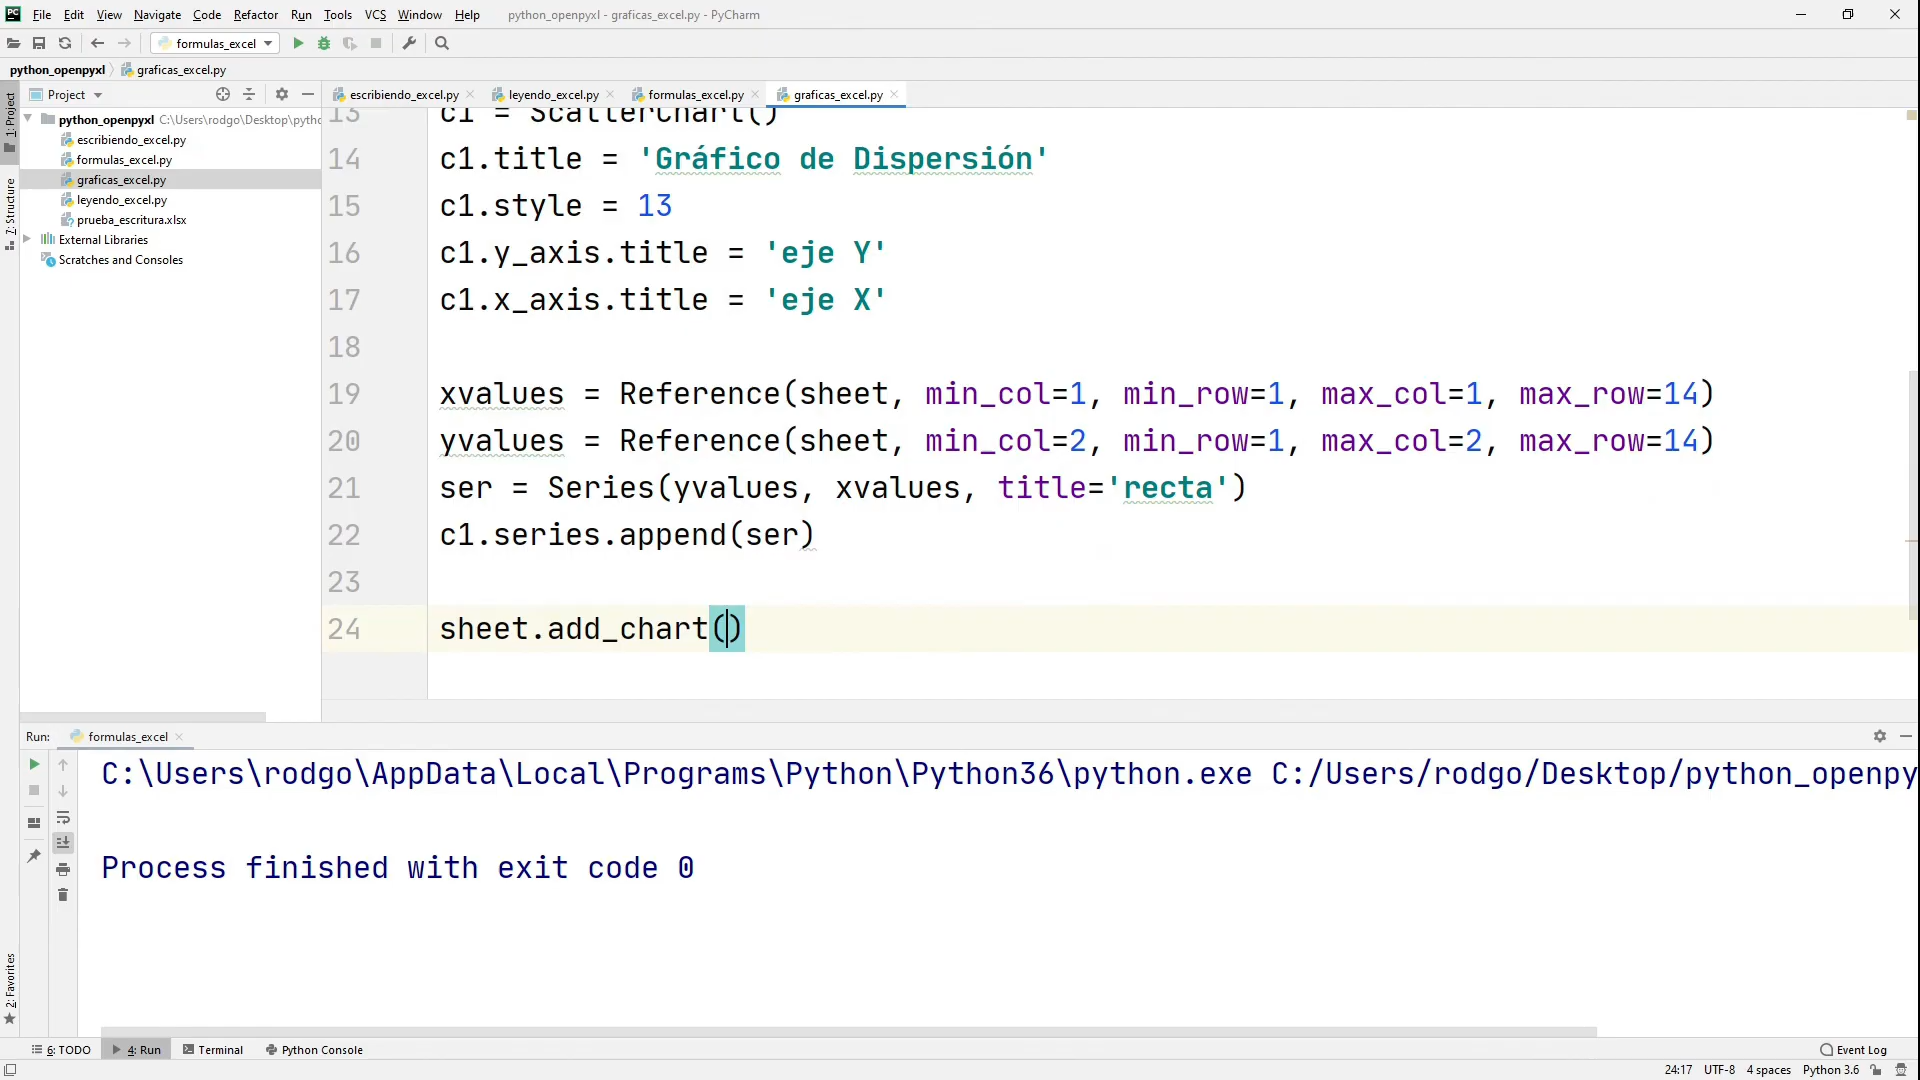 PC File Edit View Navigate Code Refactor Run Tools VCS Window Help python_openpyxl - graficas_excel.py - PyCharm
formulas_excel
python_openpyxl graficas_excel.py
1: Project
Project
escribiendo_excel.py leyendo_excel.py formulas_excel.py graficas_excel.py
python_openpyxl C:\Users\rodgo\Desktop\pytho
escribiendo_excel.py
formulas_excel.py
graficas_excel.py
leyendo_excel.py
prueba_escritura.xlsx
External Libraries
Scratches and Consoles
7: Structure
13 c1 = ScatterChart()
14 c1.title = 'Gráfico de Dispersión'
15 c1.style = 13
16 c1.y_axis.title = 'eje Y'
17 c1.x_axis.title = 'eje X'
18
19 xvalues = Reference(sheet, min_col=1, min_row=1, max_col=1, max_row=14)
20 yvalues = Reference(sheet, min_col=2, min_row=1, max_col=2, max_row=14)
21 ser = Series(yvalues, xvalues, title='recta')
22 c1.series.append(ser)
23
24 sheet.add_chart()
Run: formulas_excel
C:\Users\rodgo\AppData\Local\Programs\Python\Python36\python.exe C:/Users/rodgo/Desktop/python_openpy
Process finished with exit code 0
2: Favorites
6: TODO 4: Run Terminal Python Console Event Log
24:17 UTF-8 4 spaces Python 3.6